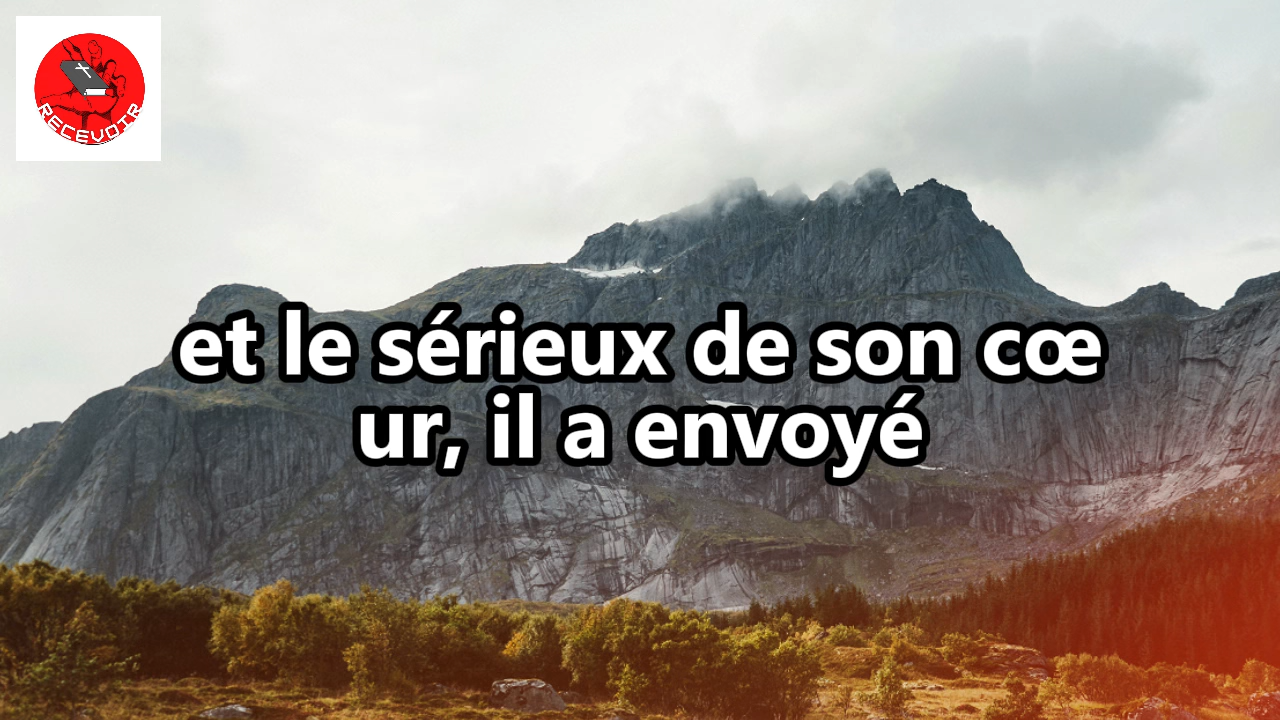 RECEVOIR
et le sérieux de son cœ
ur, il a envoyé